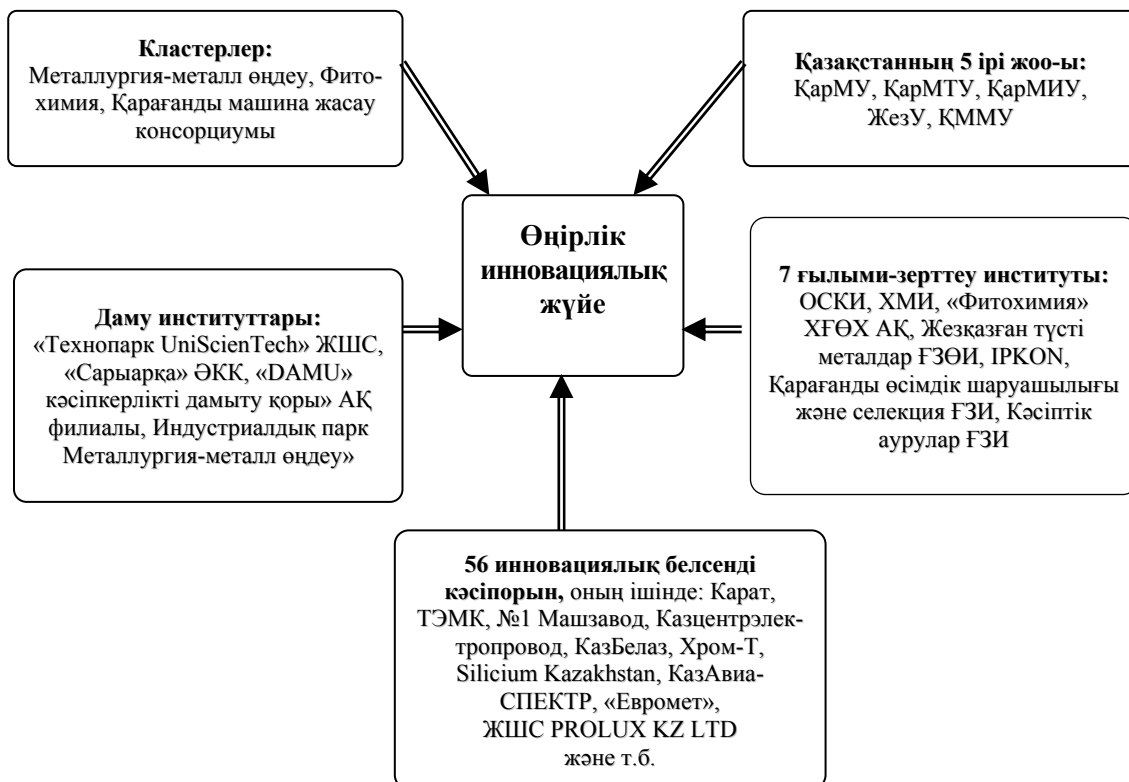 Кластерлер:
Металлургия-металл өңдеу, Фито-
химия, Қарағанды машина жасау
консорциумы
Қазақстанның 5 ірі жоо-ы:
ҚарМУ, ҚарМТУ, ҚарМИУ,
ЖезУ, ҚММУ
Өңірлік
инновациялық
жүйе
Даму институттары:
«Технопарк UniScienTech» ЖШС,
«Сарыарқа» ӘКК, «DAMU»
кәсіпкерлікті дамыту қоры» АҚ
филиалы, Индустриалдық парк
Металлургия-металл өңдеу»
7 ғылыми-зерттеу институты:
ОСКИ, ХМИ, «Фитохимия»
ХҒӨХ АҚ, Жезқазған түсті
металдар ҒЗӨИ, IPKON,
Қарағанды өсімдік шаруашылығы
және селекция ҒЗИ, Кәсіптік
аурулар ҒЗИ
56 инновациялық белсенді
кәсіпорын, оның ішінде: Карат,
ТЭМК, №1 Машзавод, Казцентрэлек-
тропровод, КазБелаз, Хром-Т,
Silicium Kazakhstan, КазАвиа-
СПЕКТР, «Евромет»,
ЖШС PROLUX KZ LTD
және т.б.